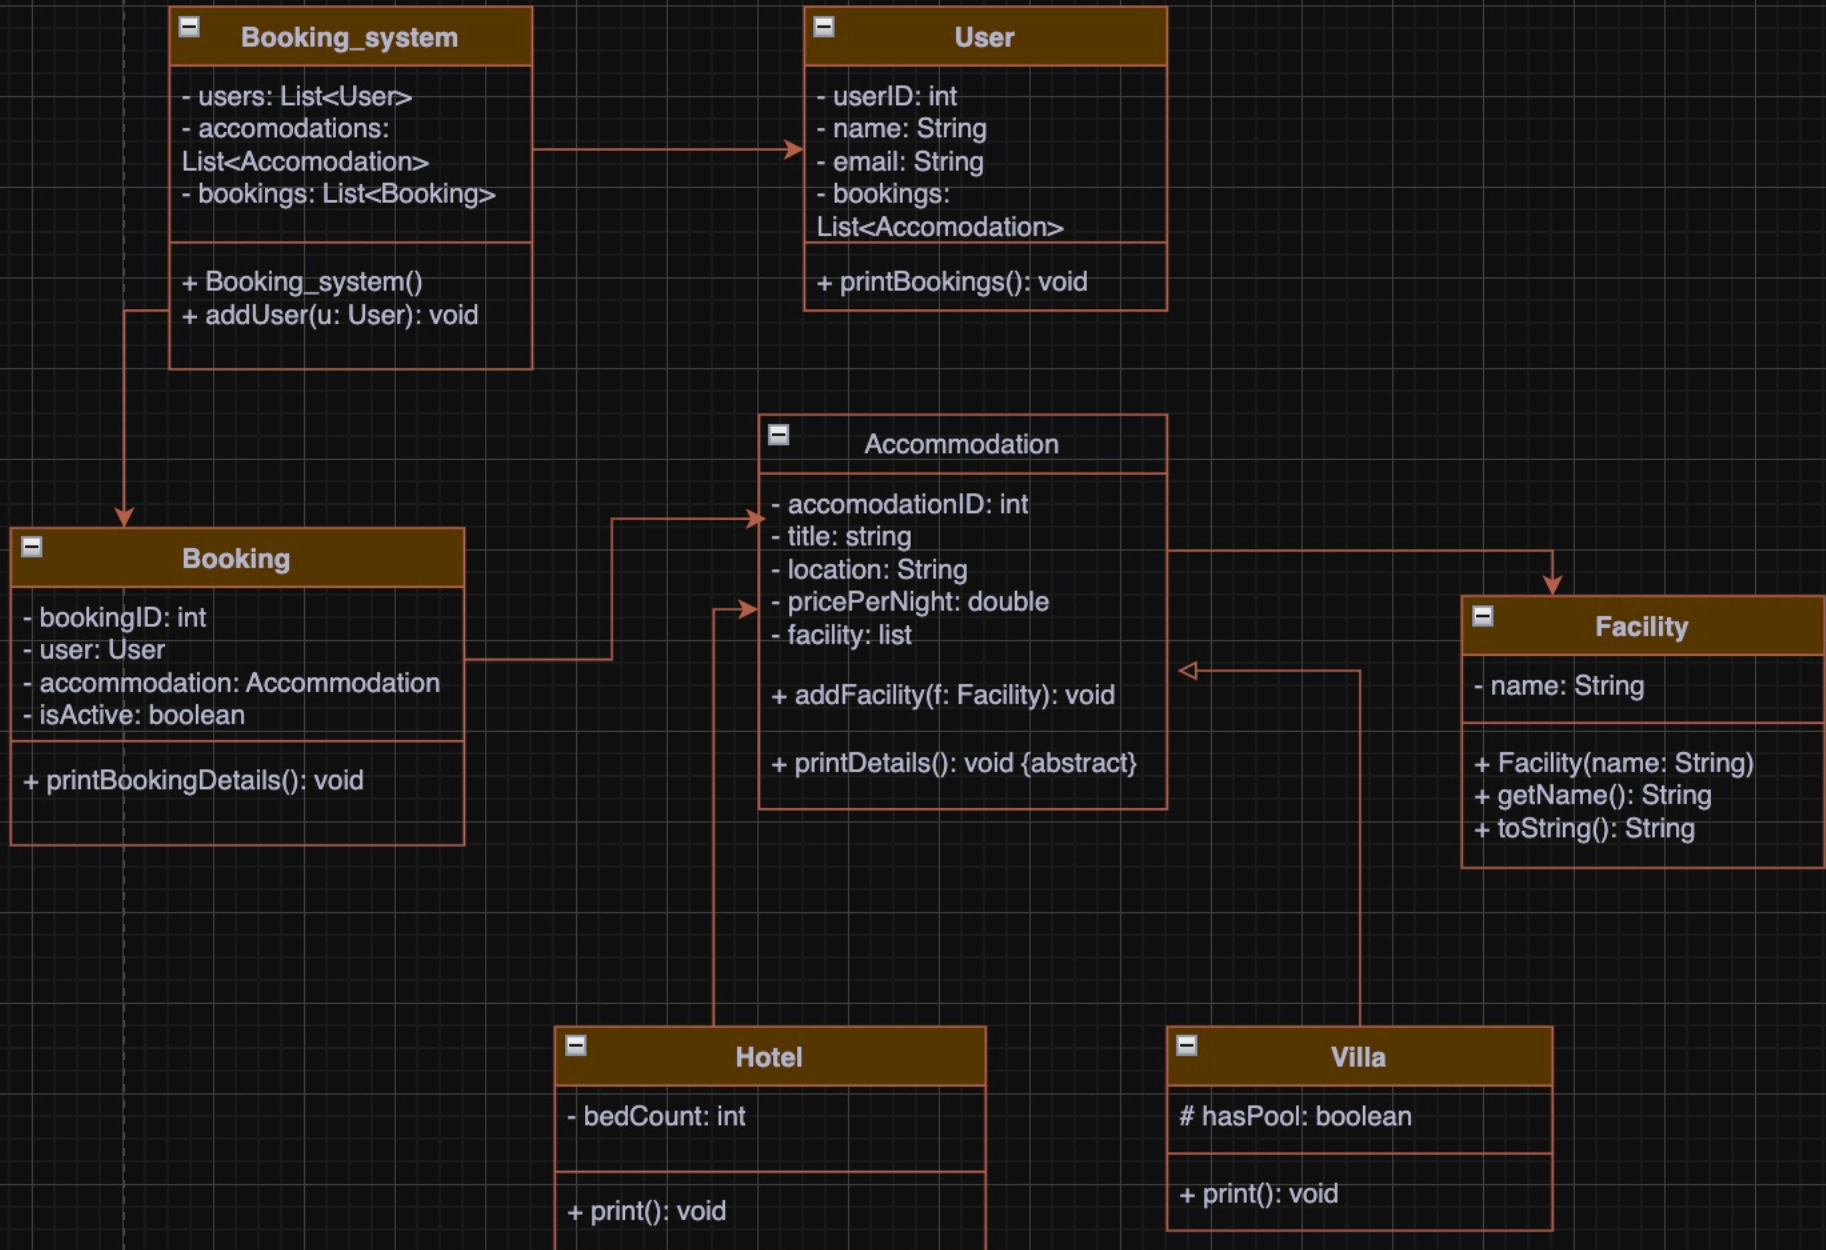 Booking_system
- users: List<User>
- accomodations:
List<Accomodation>
- bookings: List<Booking>
+ Booking_system()
+ addUser(u: User): void
User
- userID: int
- name: String
- email: String
- bookings:
List<Accomodation>
+ printBookings(): void
Accommodation
- accomodationID: int
- title: string
- location: String
- pricePerNight: double
- facility: list
+ addFacility(f: Facility): void
+ printDetails(): void {abstract}
Booking
- bookingID: int
- user: User
- accommodation: Accommodation
- isActive: boolean
+ printBookingDetails(): void
Facility
- name: String
+ Facility(name: String)
+ getName(): String
+ toString(): String
Hotel
- bedCount: int
+ print(): void
Villa
# hasPool: boolean
+ print(): void